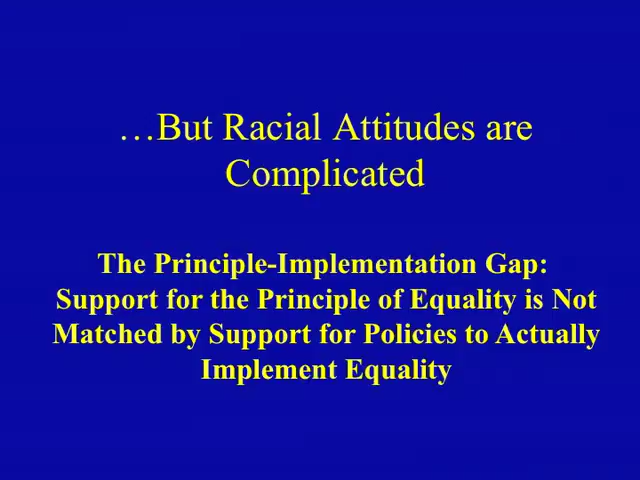 …But Racial Attitudes are
Complicated
The Principle-Implementation Gap:
Support for the Principle of Equality is Not
Matched by Support for Policies to Actually
Implement Equality